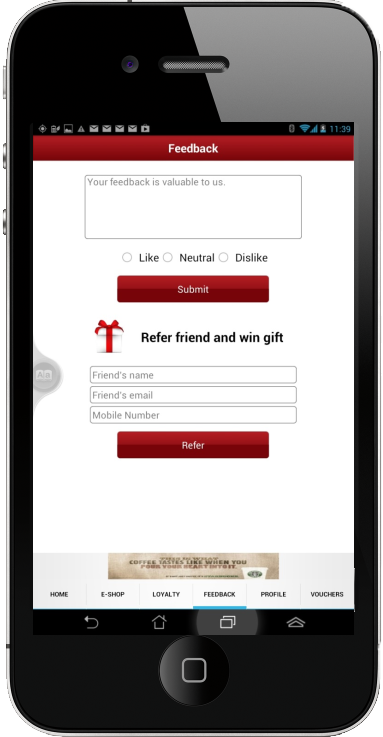 11:39
Feedback
Your feedback is valuable to us.
Like Neutral Dislike
Submit
Refer friend and win gift
Friend's name
Friend's email
Mobile Number
Refer
COFFEE TASTES LIKE WHEN YOU
POUR YOUR HEART INTO IT.
HOME E-SHOP LOYALTY FEEDBACK PROFILE VOUCHERS